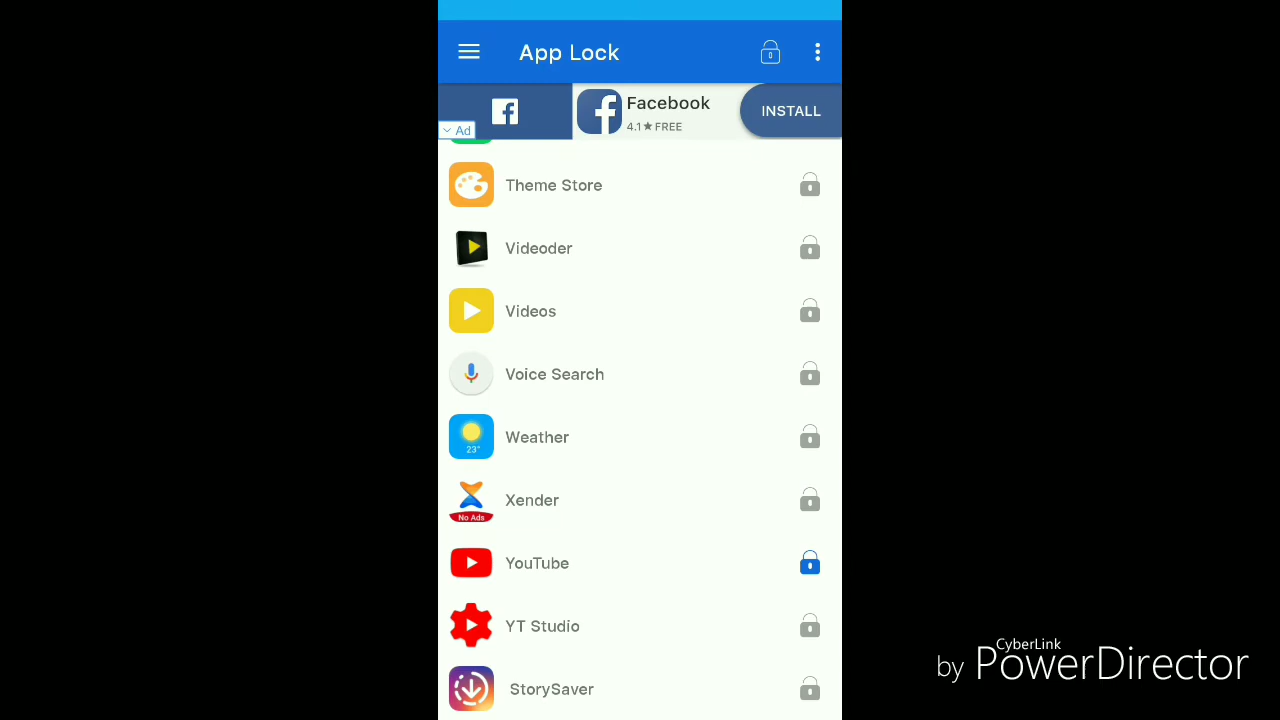 App Lock
Facebook
4.1★FREE
INSTALL
Ad
Theme Store
Videoder
Videos
Voice Search
Weather
23°
Xender
No Ads
YouTube
YT Studio
StorySaver
CyberLink
by PowerDirector